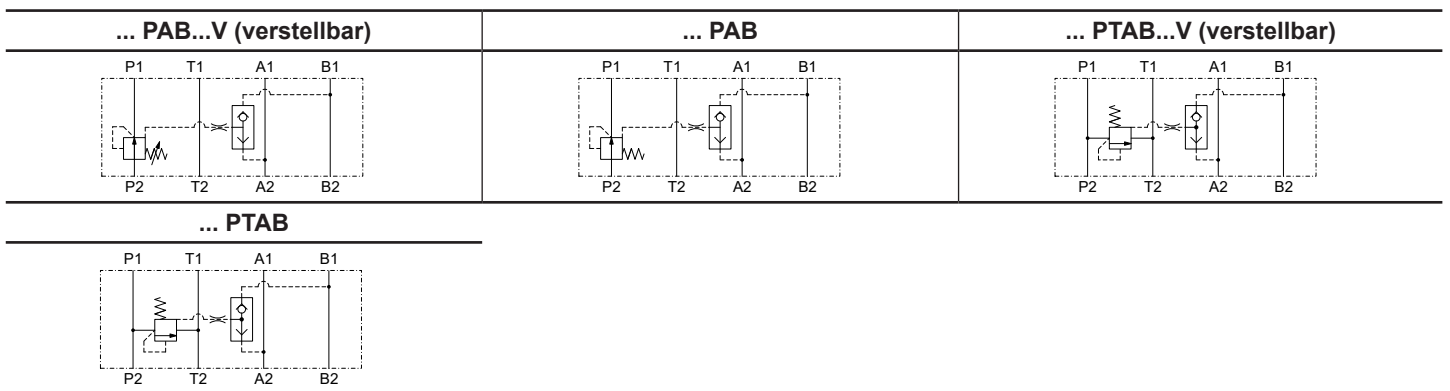 ... PAB...V (verstellbar) ... PAB ... PTAB...V (verstellbar)
P1 T1 A1 B1 P1 T1 A1 B1 P1 T1 A1 B1
P2 T2 A2 B2 P2 T2 A2 B2 P2 T2 A2 B2
... PTAB
P1 T1 A1 B1
P2 T2 A2 B2